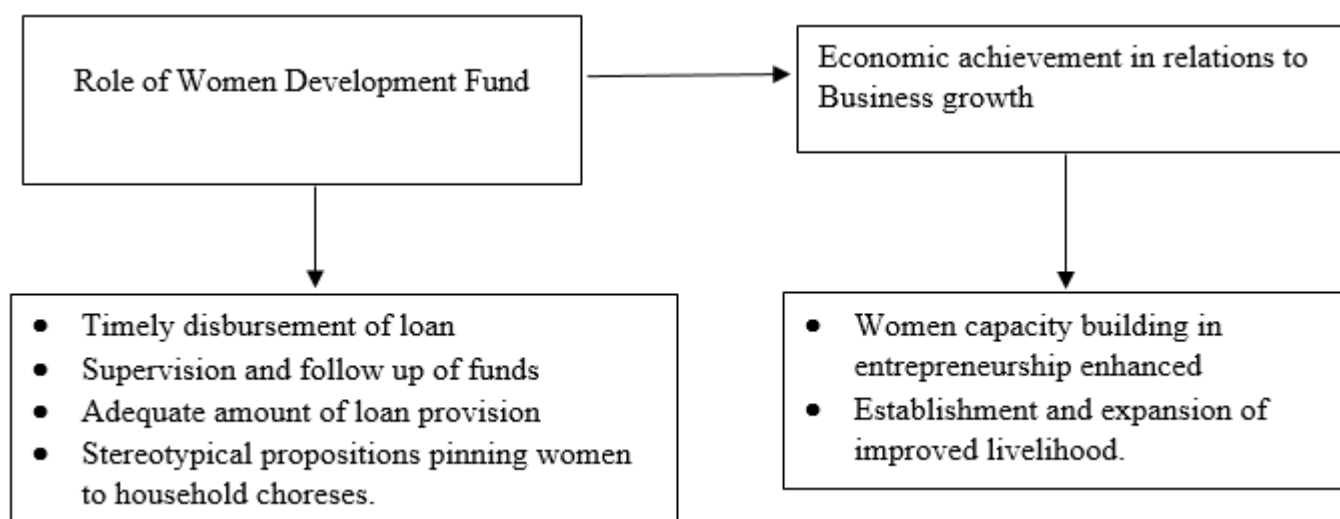 Role of Women Development Fund
Economic achievement in relations to
Business growth
● Timely disbursement of loan
● Supervision and follow up of funds
● Adequate amount of loan provision
● Stereotypical propositions pinning women
to household choreses.
● Women capacity building in
entrepreneurship enhanced
● Establishment and expansion of
improved livelihood.